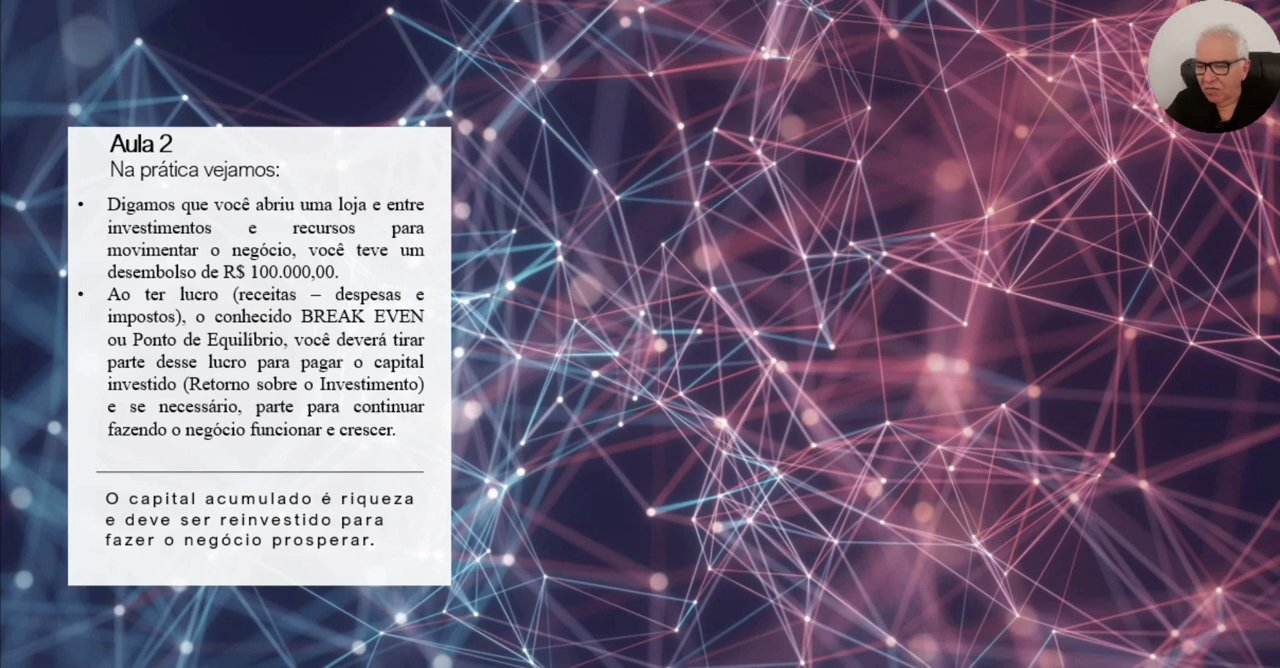 Aula 2
Na prática vejamos:
• Digamos que você abriu uma loja e entre
investimentos e recursos para
movimentar o negócio, você teve um
desembolso de R$ 100.000,00.
• Ao ter lucro (receitas – despesas e
impostos), o conhecido BREAK EVEN
ou Ponto de Equilíbrio, você deverá tirar
parte desse lucro para pagar o capital
investido (Retorno sobre o Investimento)
e se necessário, parte para continuar
fazendo o negócio funcionar e crescer.
O capital acumulado é riqueza
e deve ser reinvestido para
fazer o negócio prosperar.